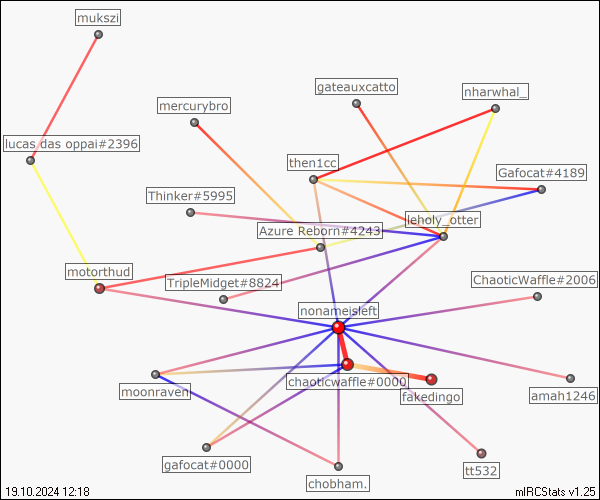 mukszi
gateauxcatto
nharwhal_
mercurybro
lucas das oppai#2396
then1cc
Gafocat#4189
Thinker#5995
leholy_otter
Azure Reborn#4243
motorthud
TripleMidget#8824
ChaoticWaffle#2006
nonameisleft
chaoticwaffle#0000
moonraven
fakedingo
amah1246
gafocat#0000
chobham.
tt532
19.10.2024 12:18
mIRCStats v1.25